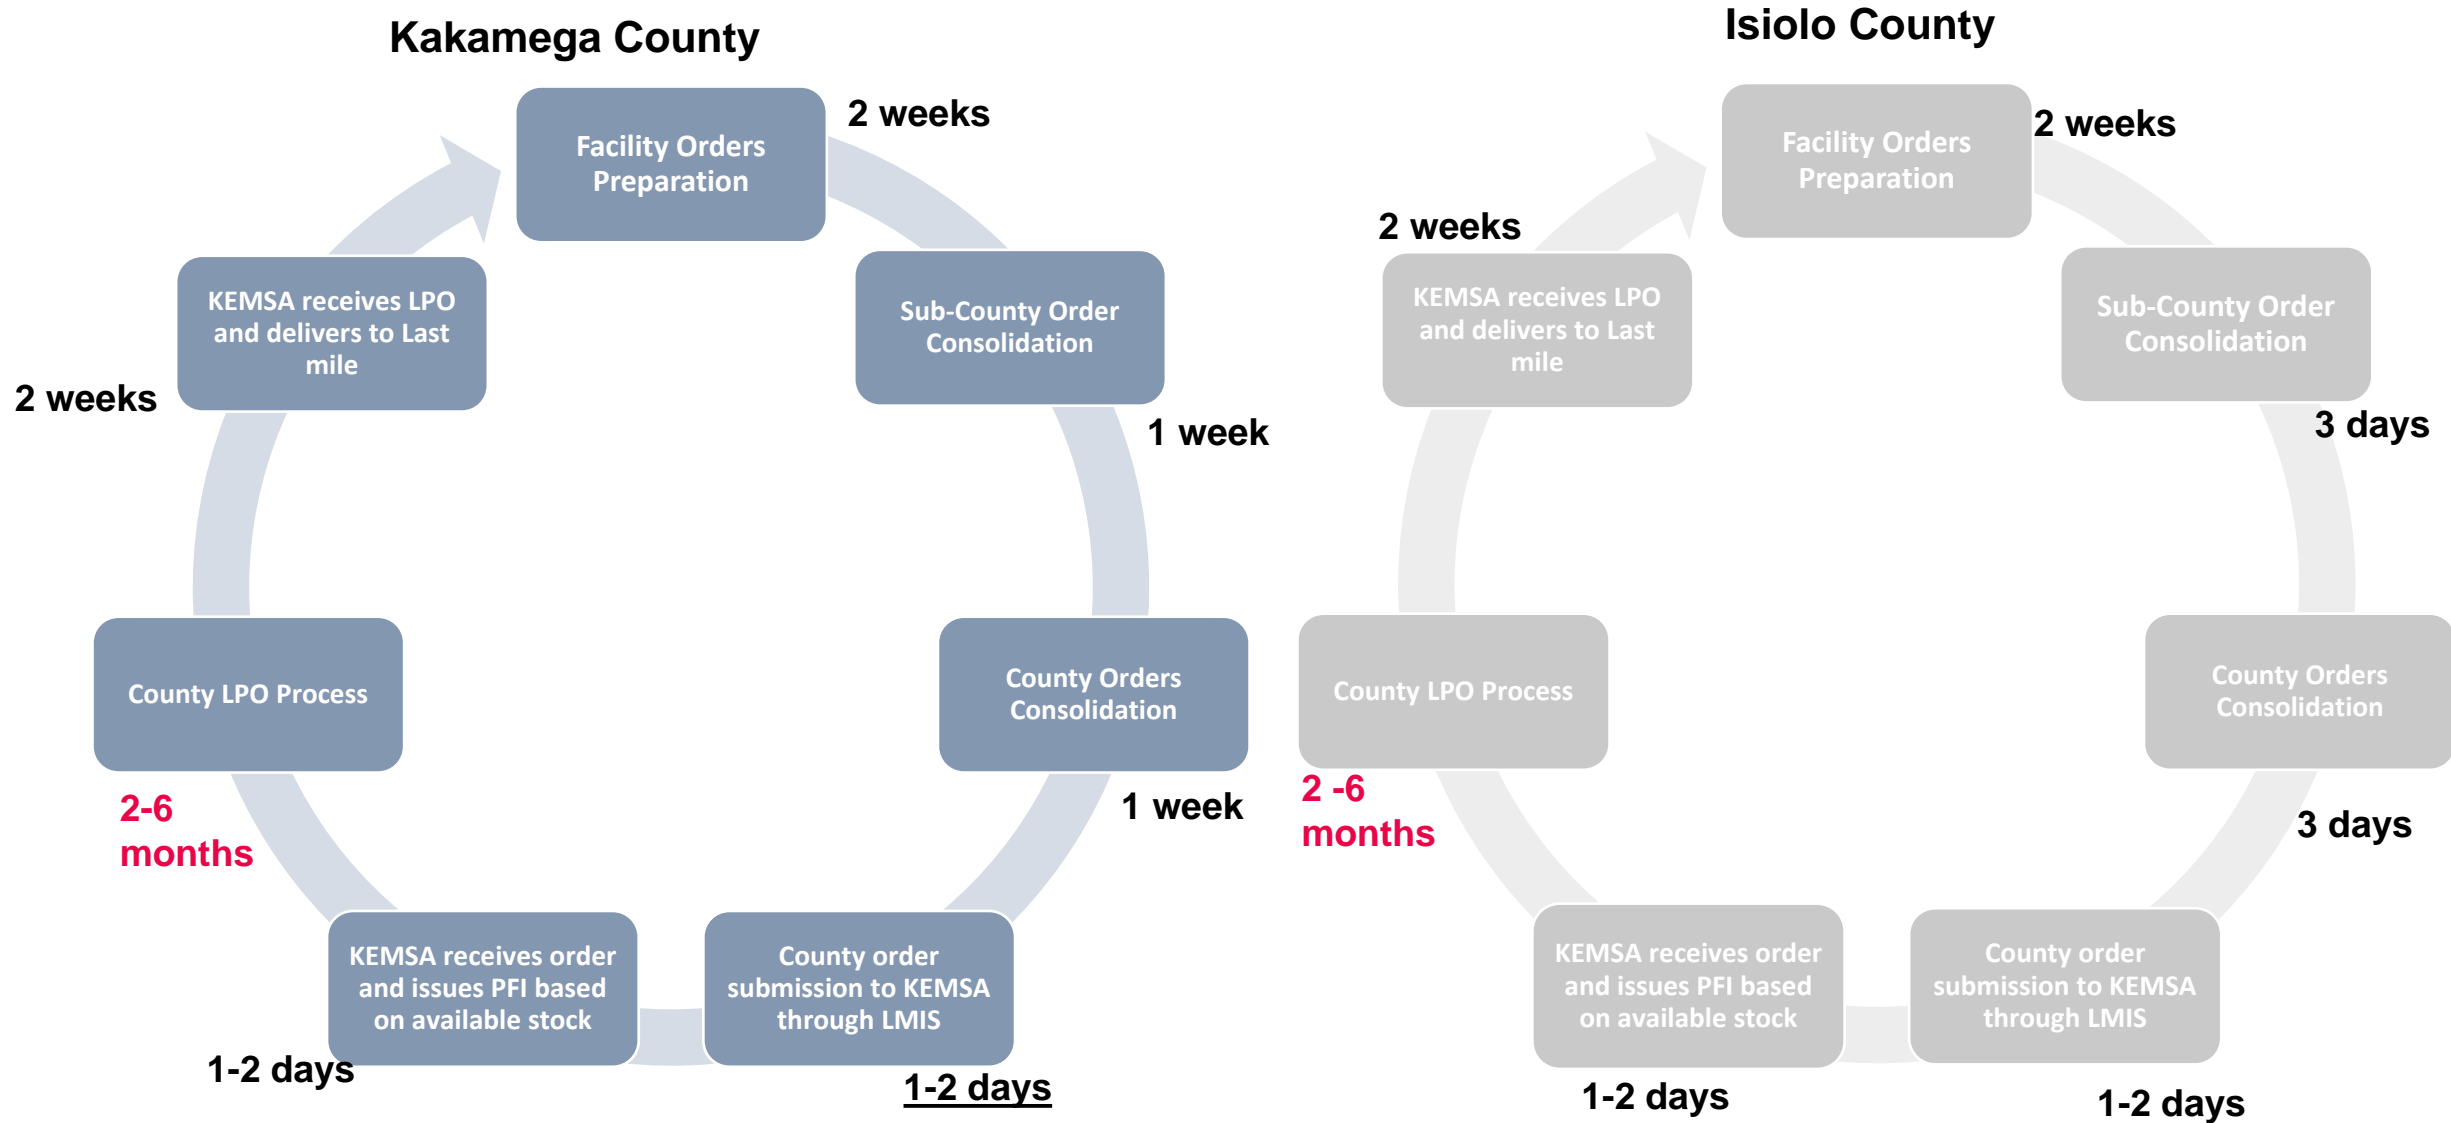 Kakamega County
Facility Orders
Preparation
2 weeks
Sub-County Order
Consolidation
1 week
County Orders
Consolidation
1 week
County order
submission to KEMSA
through LMIS
1-2 days
KEMSA receives order
and issues PFI based
on available stock
1-2 days
County LPO Process
2-6
months
KEMSA receives LPO
and delivers to Last
mile
2 weeks
Isiolo County
Facility Orders
Preparation
2 weeks
Sub-County Order
Consolidation
3 days
County Orders
Consolidation
3 days
County order
submission to KEMSA
through LMIS
1-2 days
KEMSA receives order
and issues PFI based
on available stock
1-2 days
County LPO Process
2 -6
months
KEMSA receives LPO
and delivers to Last
mile
2 weeks